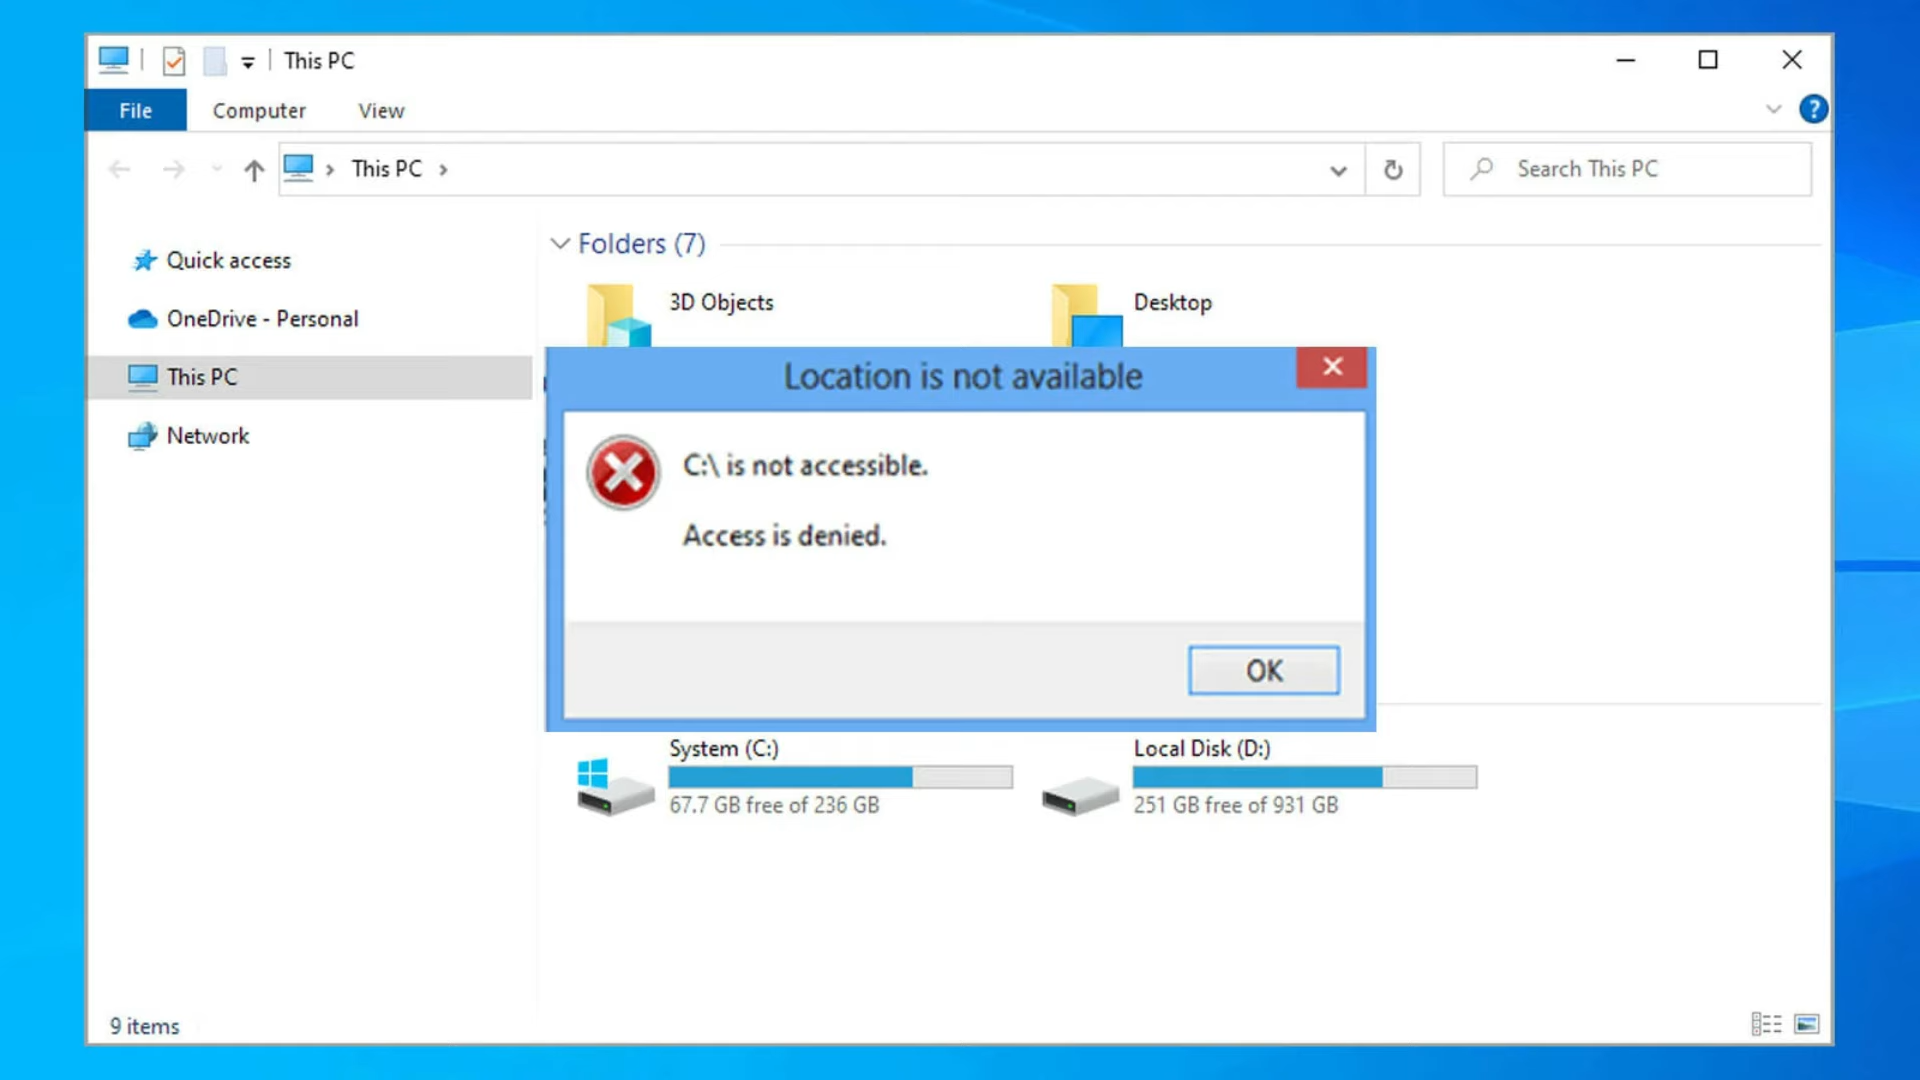 This PC
File Computer View
?
This PC
Search This PC
Quick access
OneDrive - Personal
This PC
Network
Folders (7)
3D Objects
Desktop
Location is not available
C:\ is not accessible.
Access is denied.
OK
System (C:)
67.7 GB free of 236 GB
Local Disk (D:)
251 GB free of 931 GB
9 items